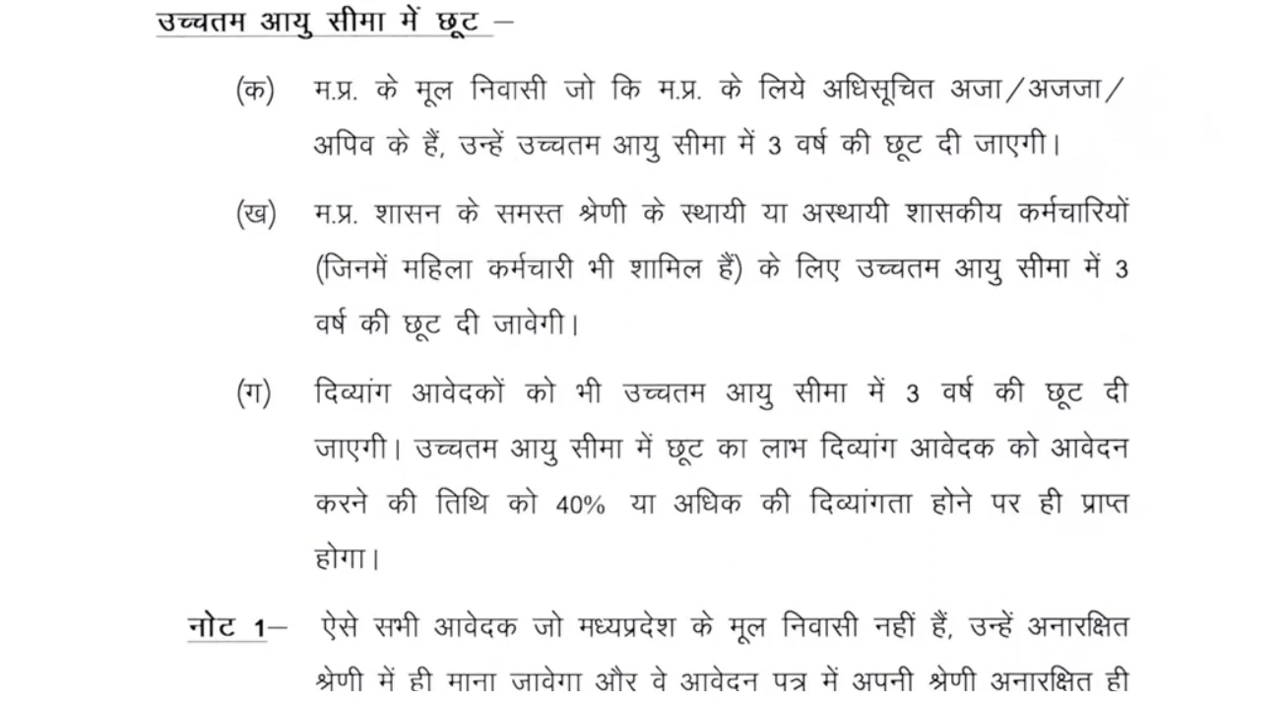 उच्चतम आयु सीमा में छूट –
(क) म.प्र. के मूल निवासी जो कि म.प्र. के लिये अधिसूचित अजा/अजजा/
अपिव के हैं, उन्हें उच्चतम आयु सीमा में 3 वर्ष की छूट दी जाएगी।
(ख) म.प्र. शासन के समस्त श्रेणी के स्थायी या अस्थायी शासकीय कर्मचारियों
(जिनमें महिला कर्मचारी भी शामिल हैं) के लिए उच्चतम आयु सीमा में 3
वर्ष की छूट दी जावेगी।
(ग) दिव्यांग आवेदकों को भी उच्चतम आयु सीमा में 3 वर्ष की छूट दी
जाएगी। उच्चतम आयु सीमा में छूट का लाभ दिव्यांग आवेदक को आवेदन
करने की तिथि को 40% या अधिक की दिव्यांगता होने पर ही प्राप्त
होगा।
नोट 1– ऐसे सभी आवेदक जो मध्यप्रदेश के मूल निवासी नहीं हैं, उन्हें अनारक्षित
श्रेणी में ही माना जावेगा और वे आवेदन पत्र में अपनी श्रेणी अनारक्षित ही